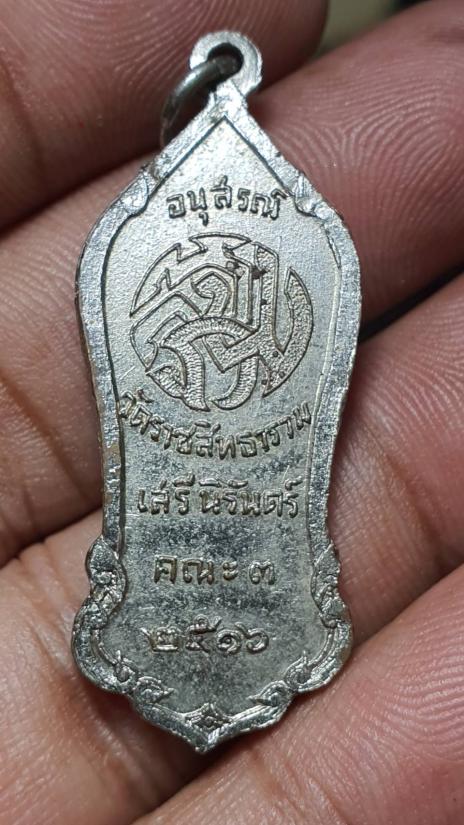 อนุสรณ์
วัดราชสิทธาราม
เสรี นิรันดร์
คณะ ๓
๒๕๑๖